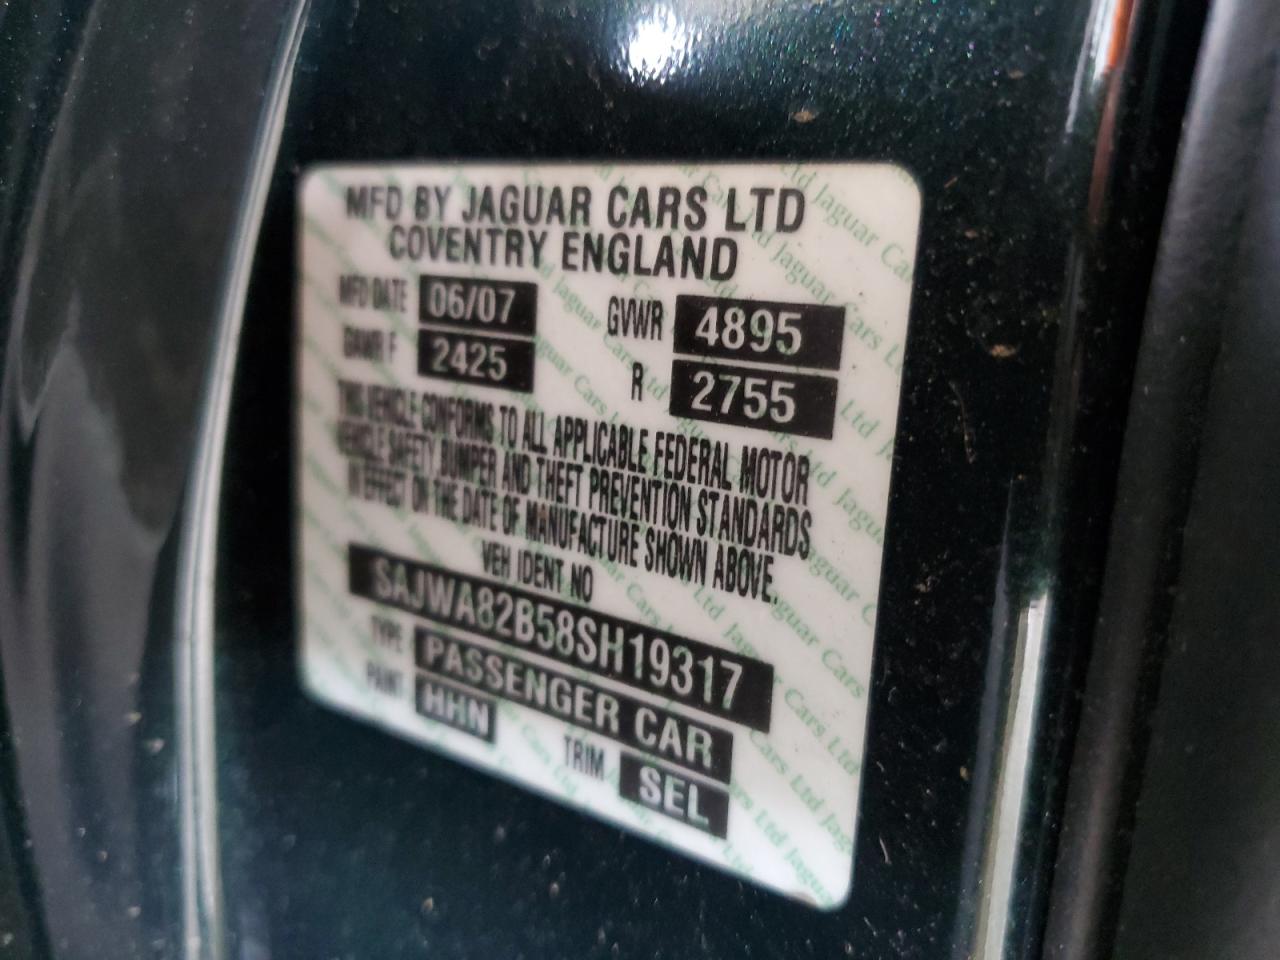 MFD BY JAGUAR CARS LTD
COVENTRY ENGLAND
MFD DATE 06/07 GVWR 4895
GAWR F 2425 R 2755
THIS VEHICLE CONFORMS TO ALL APPLICABLE FEDERAL MOTOR
VEHICLE SAFETY, BUMPER AND THEFT PREVENTION STANDARDS
IN EFFECT ON THE DATE OF MANUFACTURE SHOWN ABOVE.
VEH IDENT NO
SAJWA82B58SH19317
TYPE PASSENGER CAR
PAINT HHN TRIM SEL